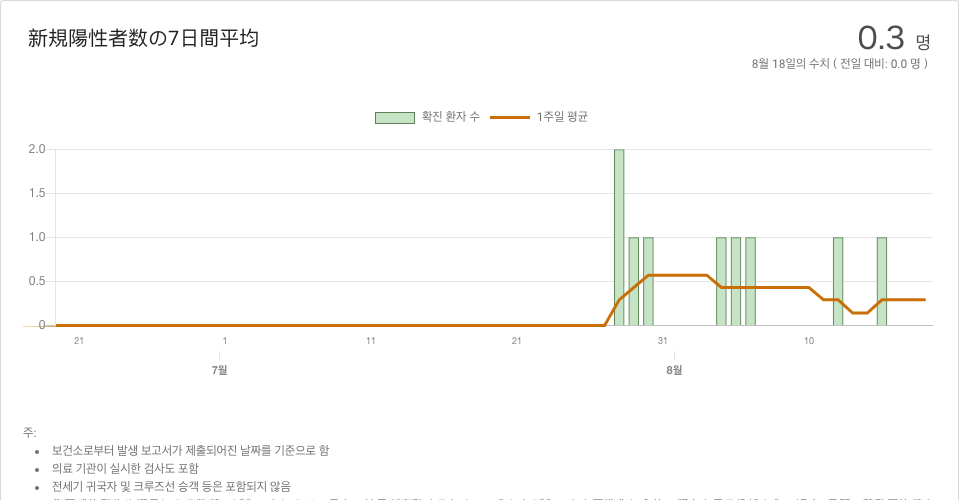 新規陽性者数の7日間平均
0.3 명
8월 18일의 수치 ( 전일 대비: 0.0 명 )
확진 환자 수 1주일 평균
2.0
1.5
1.0
0.5
0
21 1 11 21 31 10
7월 8월
주:
보건소로부터 발생 보고서가 제출되어진 날짜를 기준으로 함
의료 기관이 실시한 검사도 포함
전세기 귀국자 및 크루즈선 승객 등은 포함되지 않음